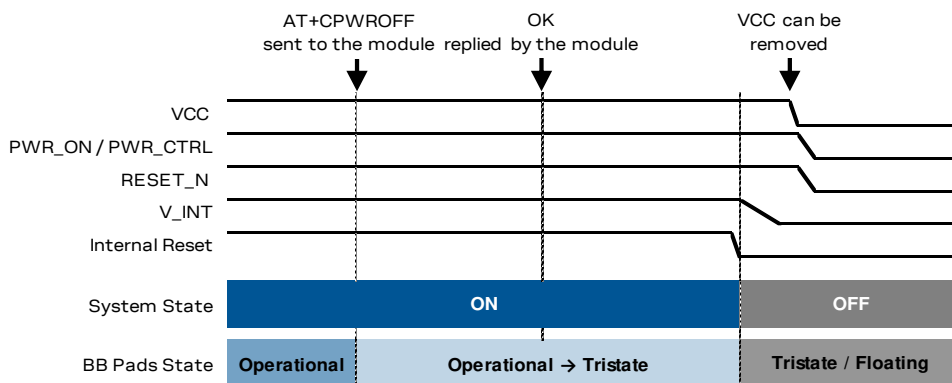 AT+CPWROFF
sent to the module
OK
replied by the module
VCC can be
removed
VCC
PWR_ON / PWR_CTRL
RESET_N
V_INT
Internal Reset
System State
ON
OFF
BB Pads State
Operational
Operational → Tristate
Tristate / Floating